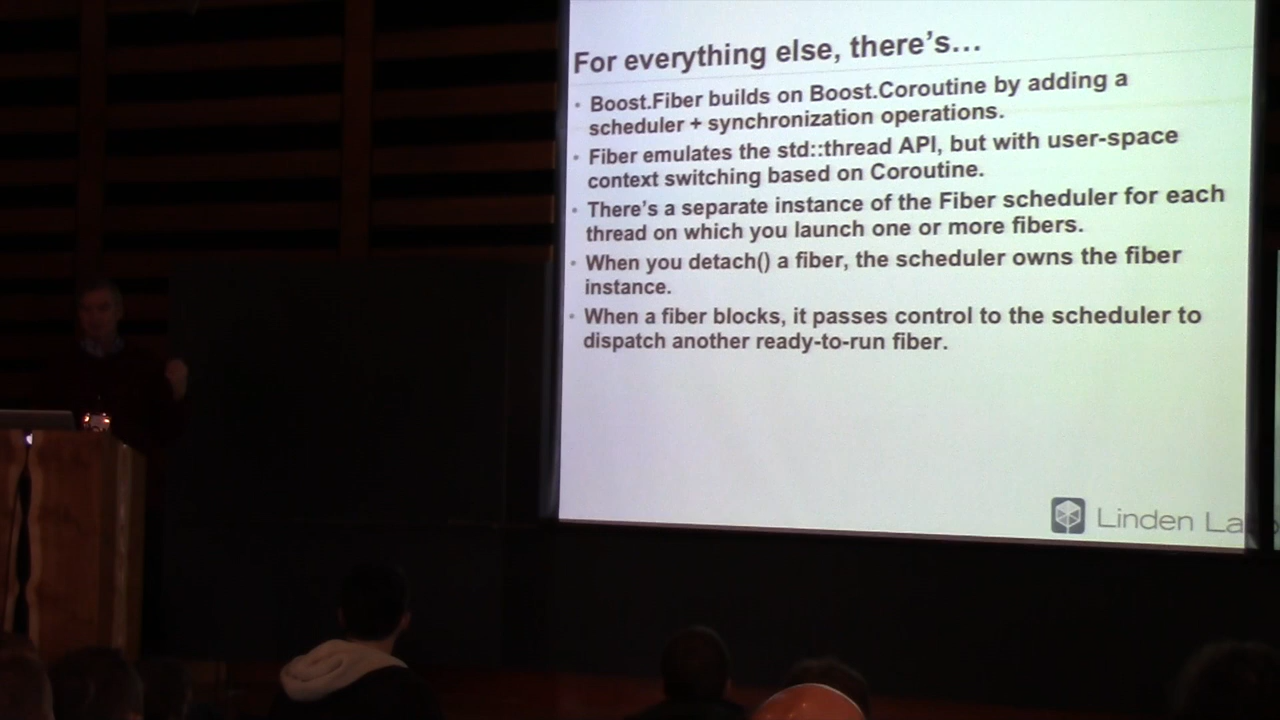 For everything else, there's…
• Boost.Fiber builds on Boost.Coroutine by adding a
scheduler + synchronization operations.
• Fiber emulates the std::thread API, but with user-space
context switching based on Coroutine.
• There's a separate instance of the Fiber scheduler for each
thread on which you launch one or more fibers.
• When you detach() a fiber, the scheduler owns the fiber
instance.
• When a fiber blocks, it passes control to the scheduler to
dispatch another ready-to-run fiber.
Linden La